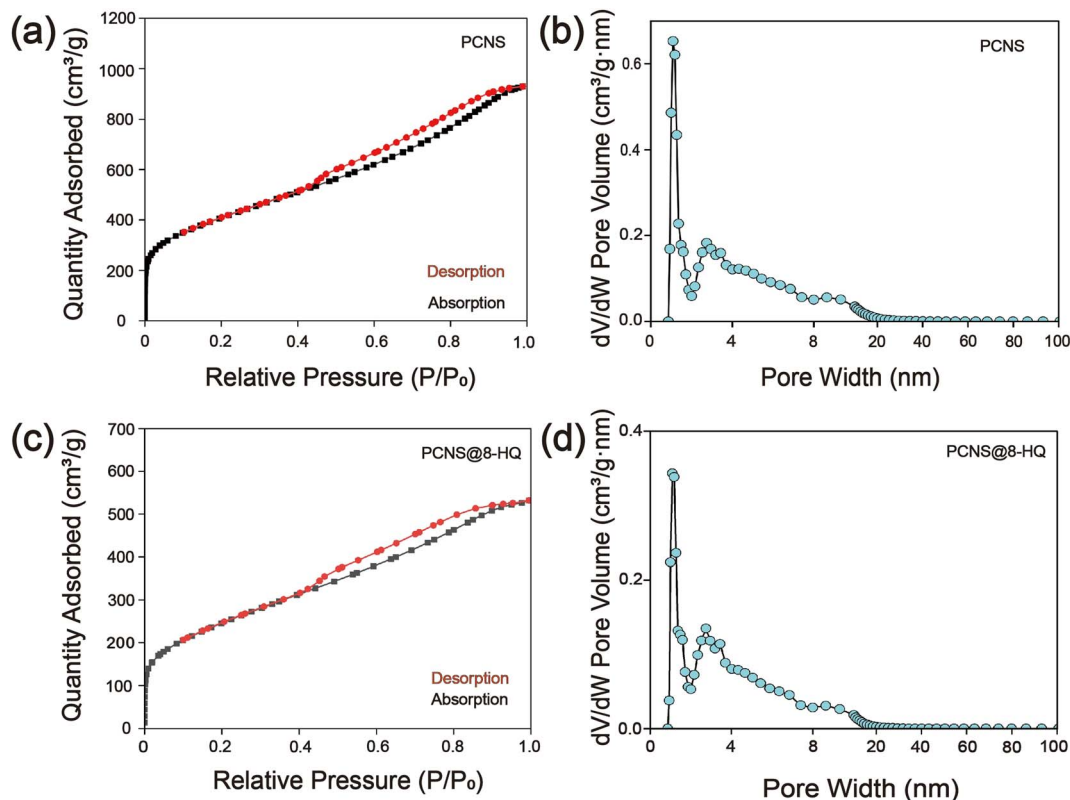 (a)
PCNS
Quantity Adsorbed (cm³/g)
1200
1000
800
600
400
200
0
Desorption
Absorption
0 0.2 0.4 0.6 0.8 1.0
Relative Pressure (P/P₀)
(b)
PCNS
dV/dW Pore Volume (cm³/g·nm)
0.6
0.4
0.2
0.0
0 4 8 20 40 60 80 100
Pore Width (nm)
(c)
PCNS@8-HQ
Quantity Adsorbed (cm³/g)
700
600
500
400
300
200
100
0
Desorption
Absorption
0 0.2 0.4 0.6 0.8 1.0
Relative Pressure (P/P₀)
(d)
PCNS@8-HQ
dV/dW Pore Volume (cm³/g·nm)
0.4
0.2
0.0
0 4 8 20 40 60 80 100
Pore Width (nm)